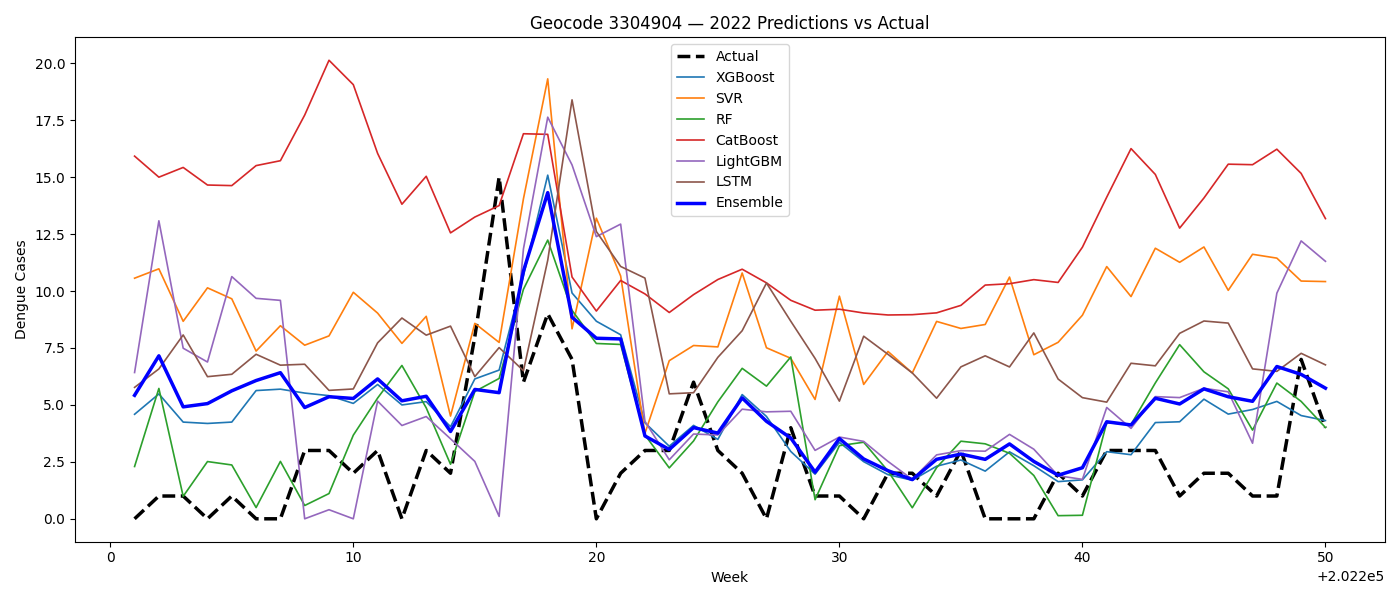 Geocode 3304904 — 2022 Predictions vs Actual
Dengue Cases
20.0
17.5
15.0
12.5
10.0
7.5
5.0
2.5
0.0
Actual
XGBoost
SVR
RF
CatBoost
LightGBM
LSTM
Ensemble
0
10
20
30
40
50
Week
+2.022e5